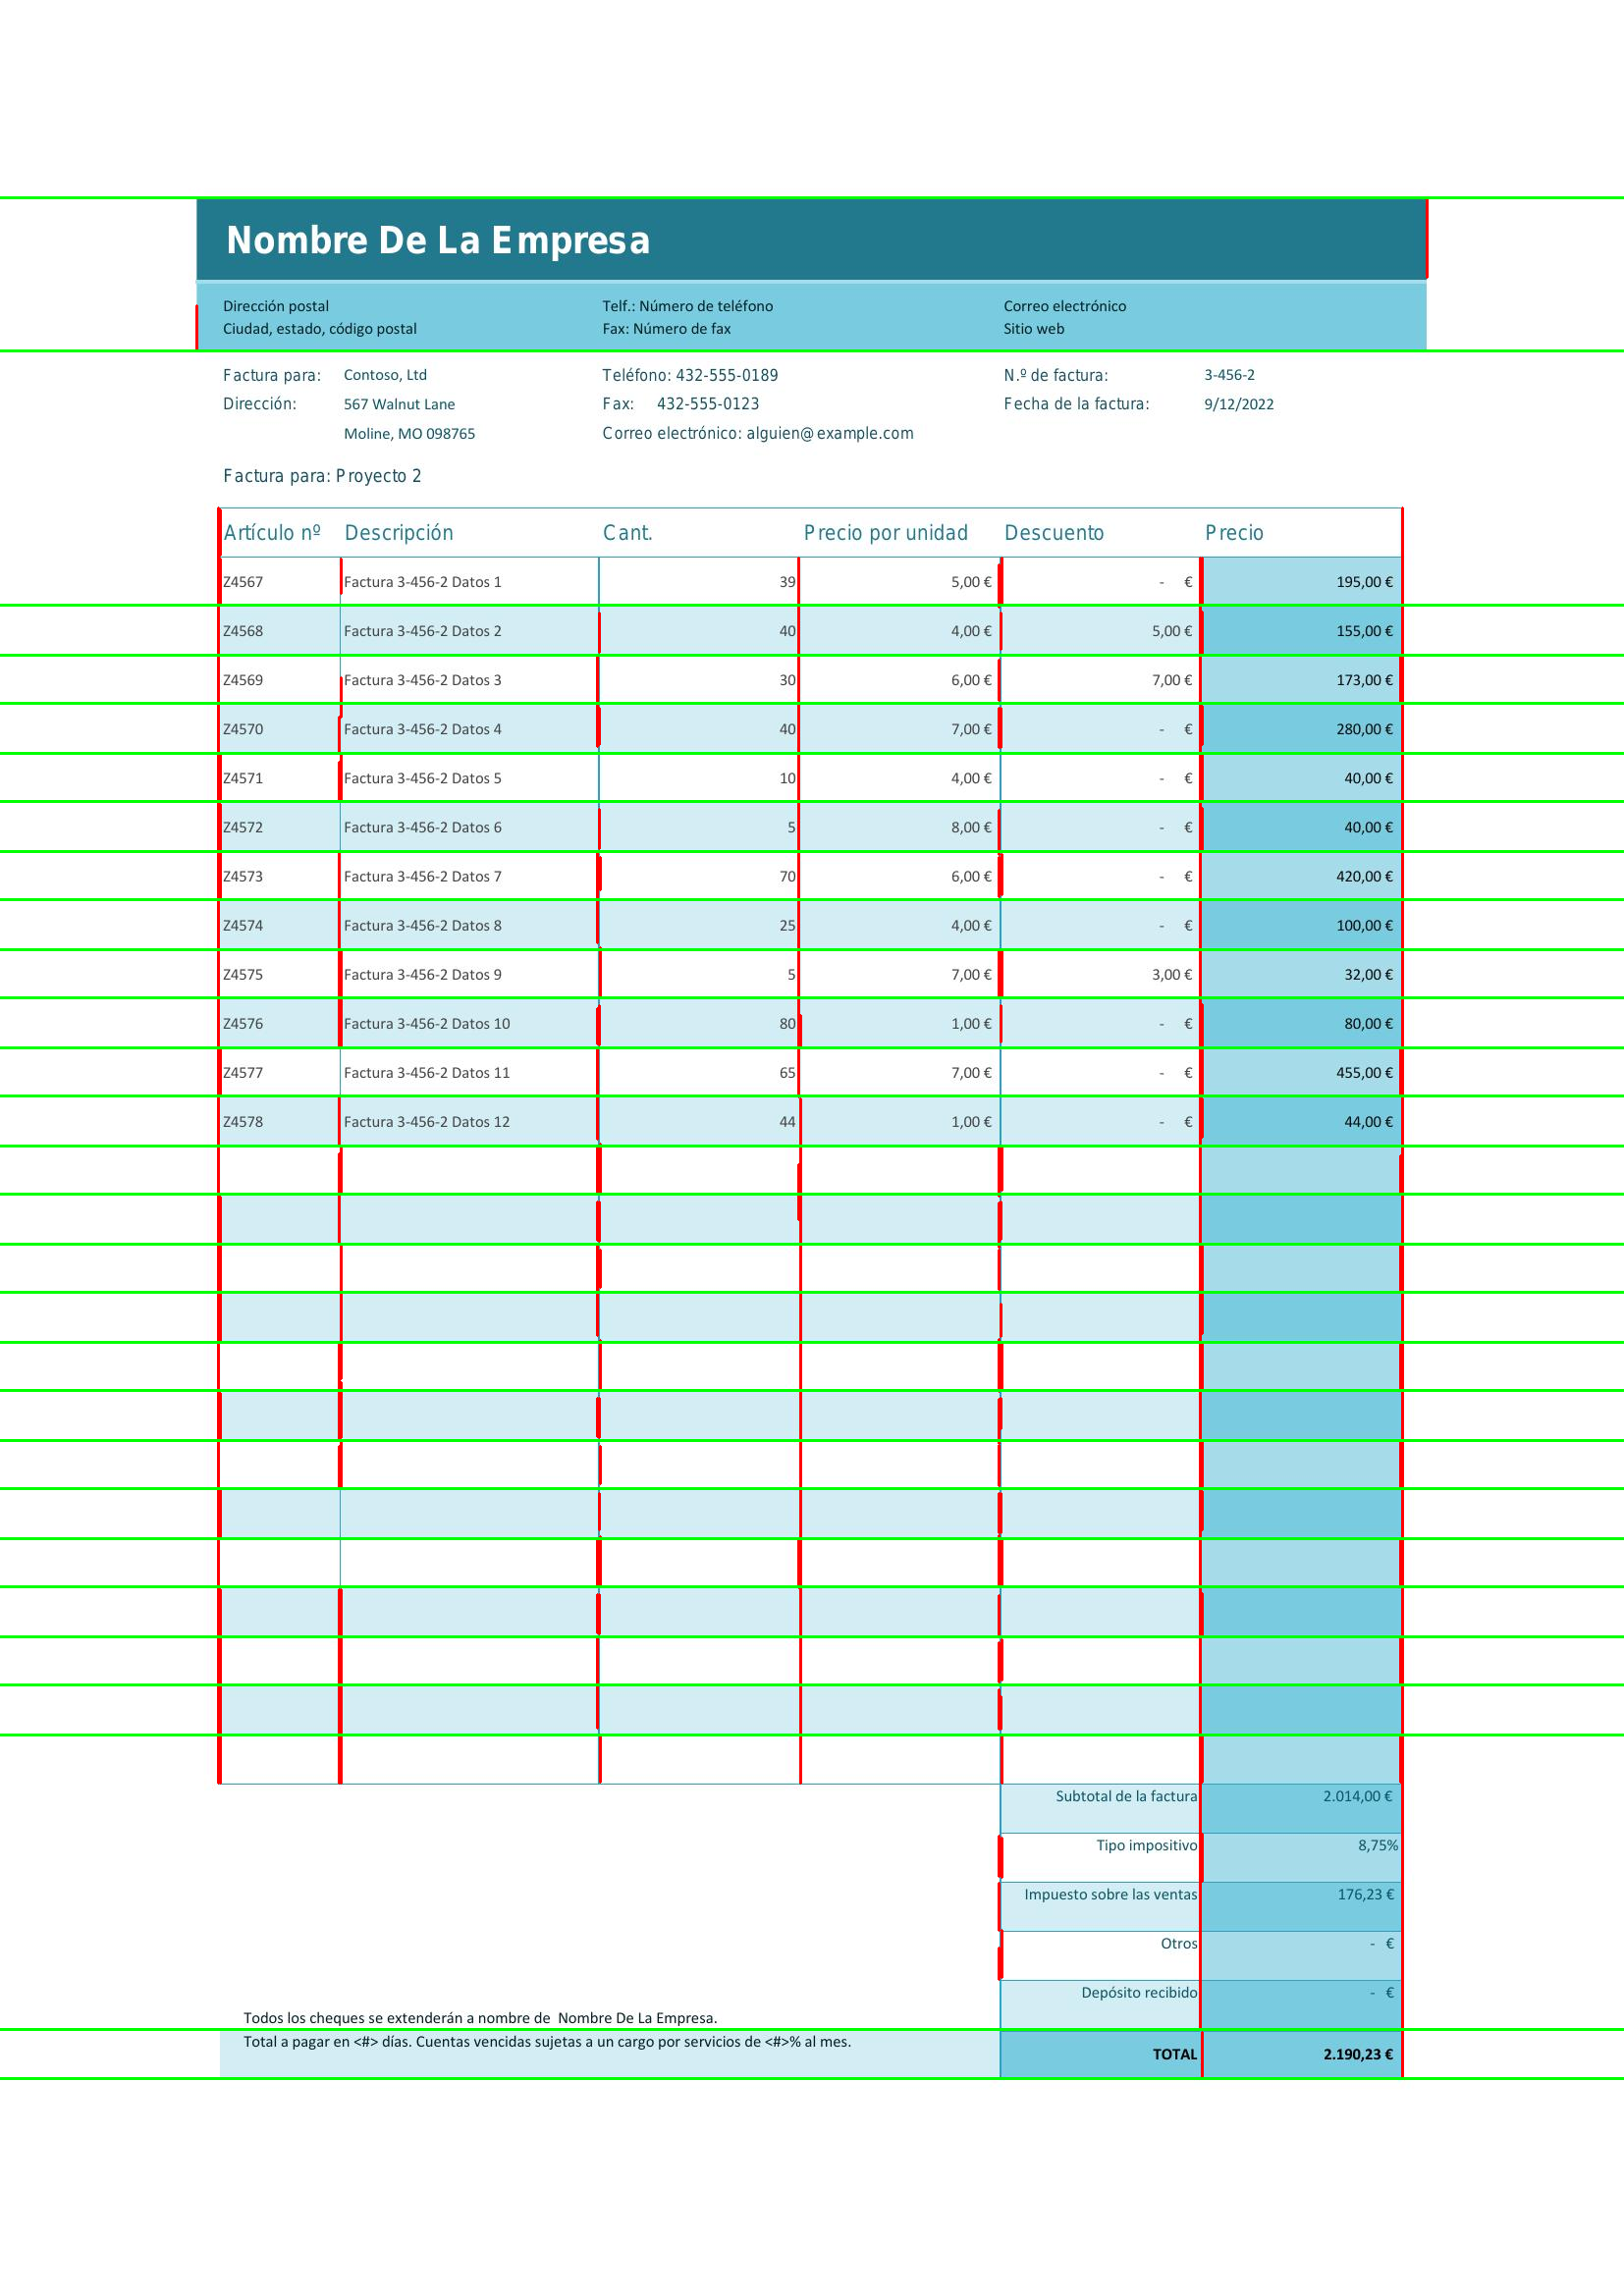 Nombre De La Empresa
Dirección postal Telf.: Número de teléfono Correo electrónico
Ciudad, estado, código postal Fax: Número de fax Sitio web
Factura para: Contoso, Ltd Teléfono: 432-555-0189 N.º de factura: 3-456-2
Dirección: 567 Walnut Lane Fax: 432-555-0123 Fecha de la factura: 9/12/2022
Moline, MO 098765 Correo electrónico: alguien@example.com
Factura para: Proyecto 2
Artículo nº Descripción Cant. Precio por unidad Descuento Precio
Z4567 Factura 3-456-2 Datos 1 39 5,00 € - € 195,00 €
Z4568 Factura 3-456-2 Datos 2 40 4,00 € 5,00 € 155,00 €
Z4569 Factura 3-456-2 Datos 3 30 6,00 € 7,00 € 173,00 €
Z4570 Factura 3-456-2 Datos 4 40 7,00 € - € 280,00 €
Z4571 Factura 3-456-2 Datos 5 10 4,00 € - € 40,00 €
Z4572 Factura 3-456-2 Datos 6 5 8,00 € - € 40,00 €
Z4573 Factura 3-456-2 Datos 7 70 6,00 € - € 420,00 €
Z4574 Factura 3-456-2 Datos 8 25 4,00 € - € 100,00 €
Z4575 Factura 3-456-2 Datos 9 5 7,00 € 3,00 € 32,00 €
Z4576 Factura 3-456-2 Datos 10 80 1,00 € - € 80,00 €
Z4577 Factura 3-456-2 Datos 11 65 7,00 € - € 455,00 €
Z4578 Factura 3-456-2 Datos 12 44 1,00 € - € 44,00 €
Subtotal de la factura 2.014,00 €
Tipo impositivo 8,75%
Impuesto sobre las ventas 176,23 €
Otros - €
Depósito recibido - €
Todos los cheques se extenderán a nombre de Nombre De La Empresa.
Total a pagar en <#> días. Cuentas vencidas sujetas a un cargo por servicios de <#>% al mes.
TOTAL 2.190,23 €